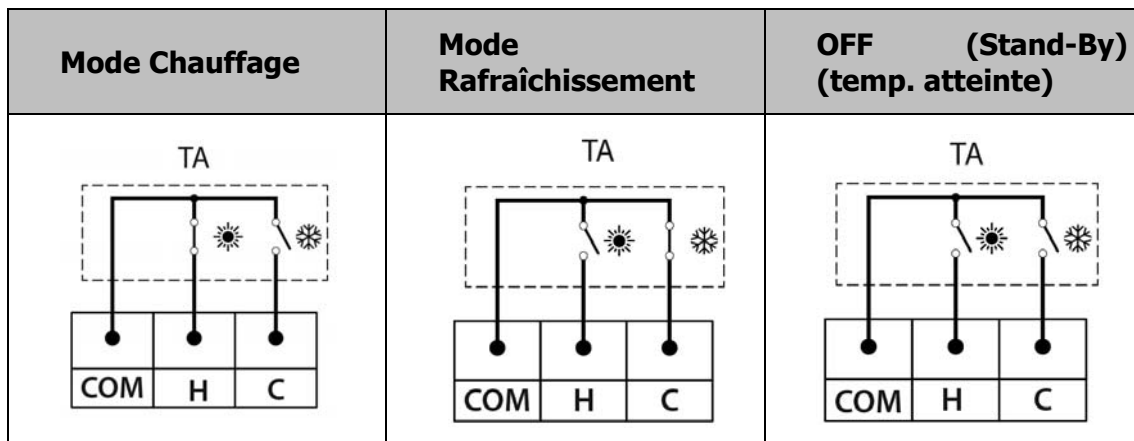 Mode Chauffage
Mode
Rafraîchissement
OFF (Stand-By)
(temp. atteinte)
TA
COM H C
TA
COM H C
TA
COM H C